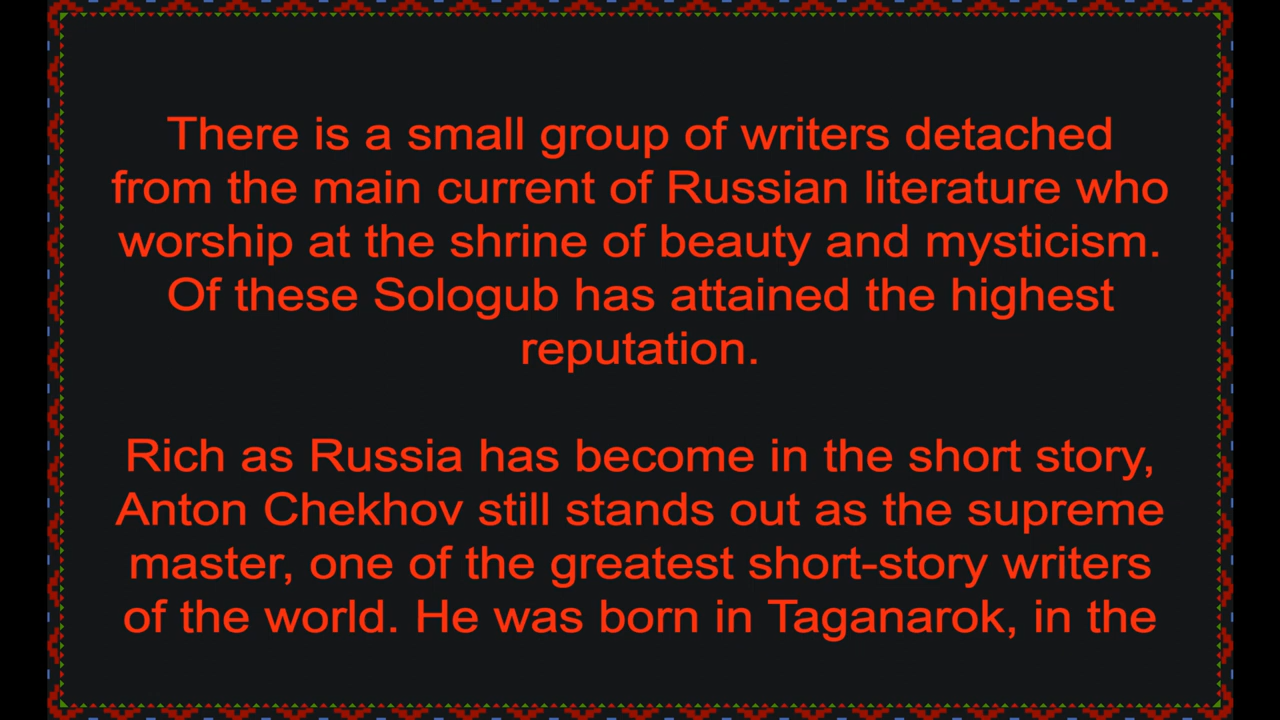 There is a small group of writers detached
from the main current of Russian literature who
worship at the shrine of beauty and mysticism.
Of these Sologub has attained the highest
reputation.
Rich as Russia has become in the short story,
Anton Chekhov still stands out as the supreme
master, one of the greatest short-story writers
of the world. He was born in Taganarok, in the